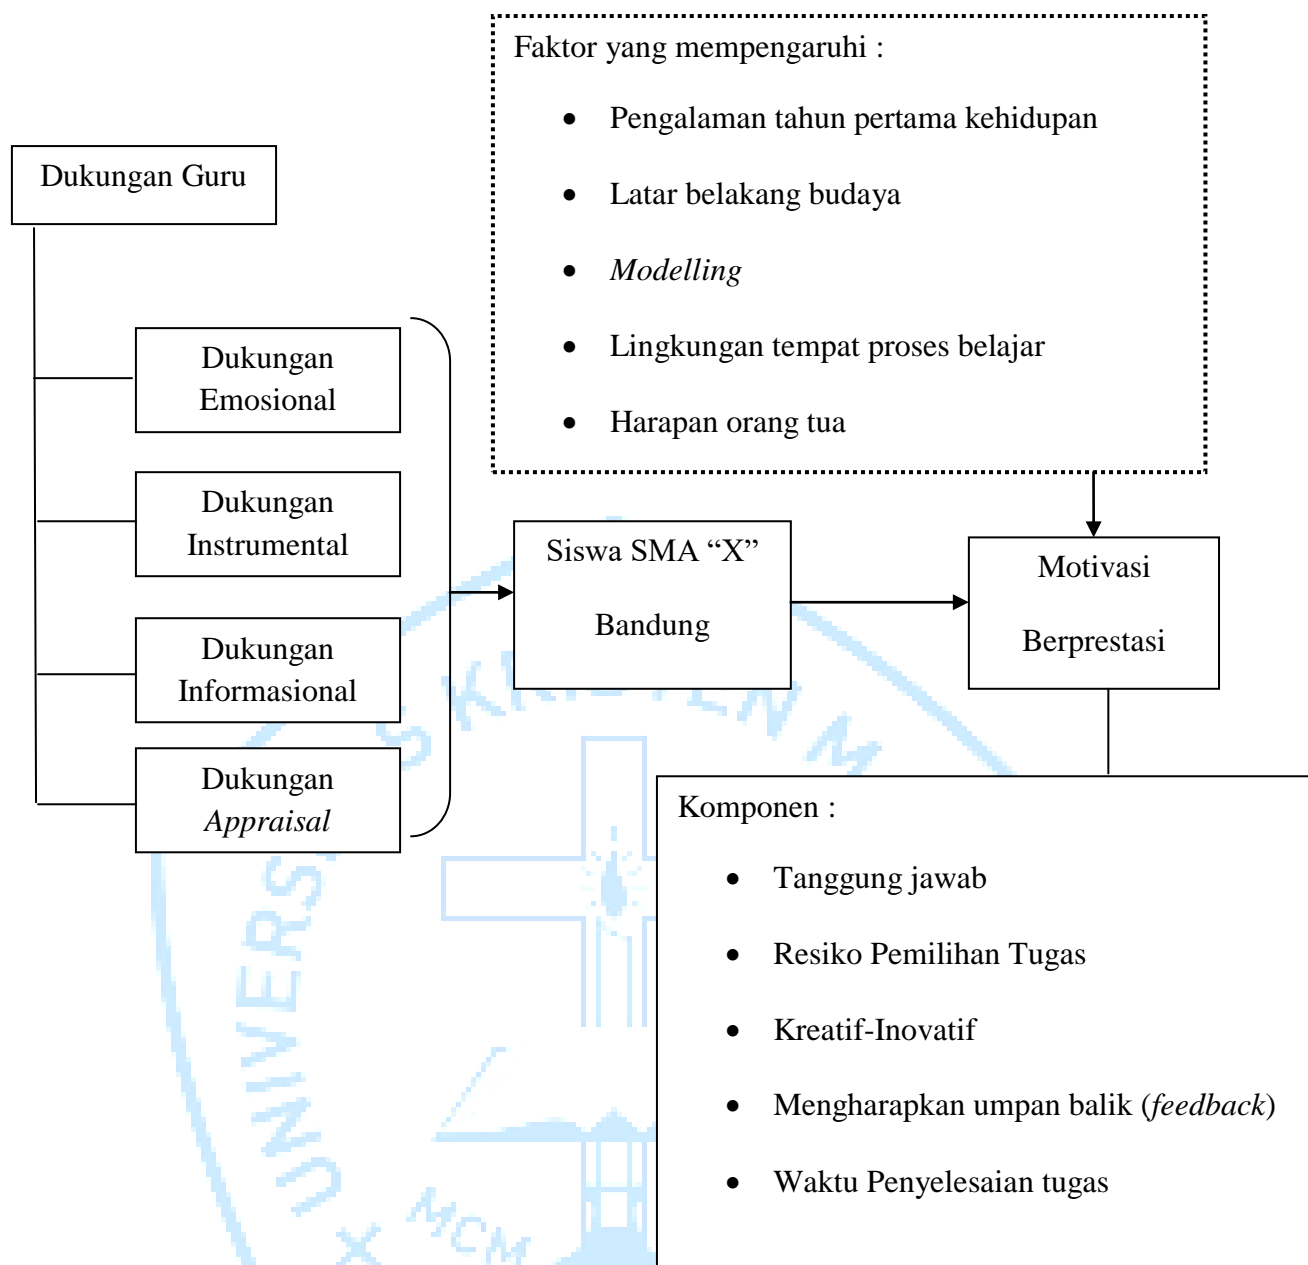 Faktor yang mempengaruhi :
• Pengalaman tahun pertama kehidupan
• Latar belakang budaya
• Modelling
• Lingkungan tempat proses belajar
• Harapan orang tua
Dukungan Guru
Dukungan
Emosional
Dukungan
Instrumental
Dukungan
Informasional
Dukungan
Appraisal
Siswa SMA “X”
Bandung
Motivasi
Berprestasi
Komponen :
• Tanggung jawab
• Resiko Pemilihan Tugas
• Kreatif-Inovatif
• Mengharapkan umpan balik (feedback)
• Waktu Penyelesaian tugas
MCM